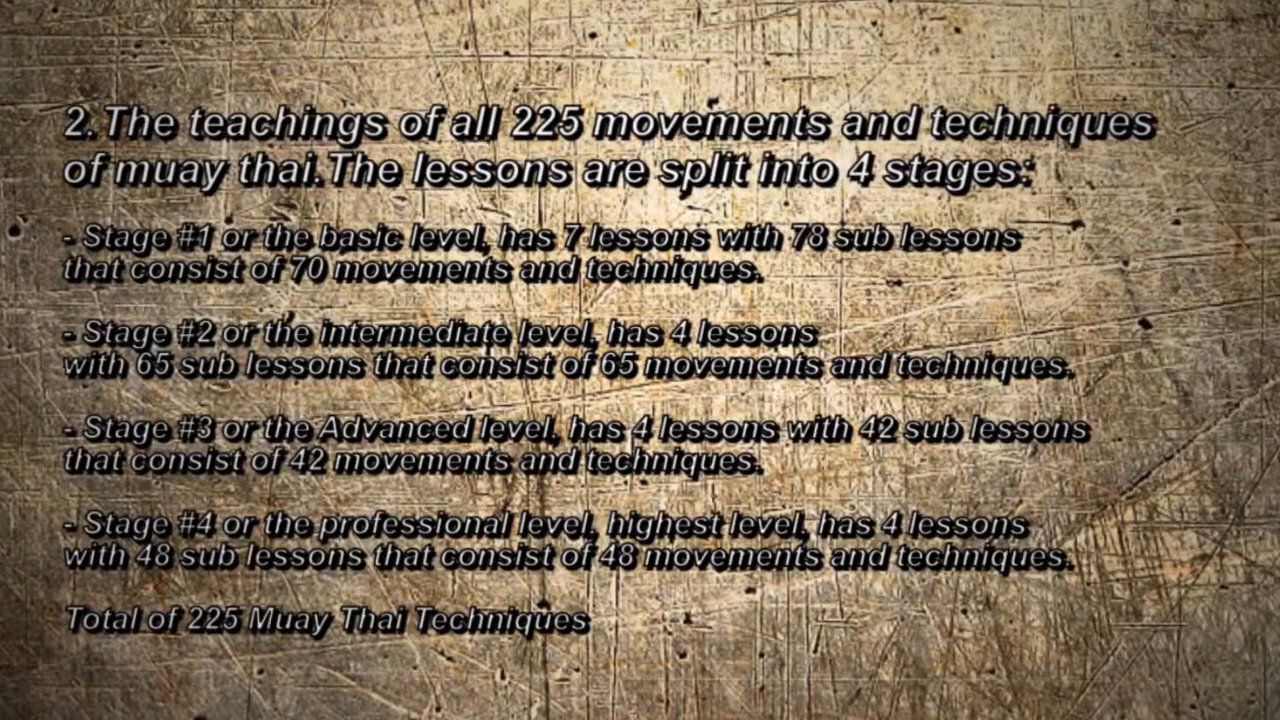 2. The teachings of all 225 movements and techniques
of muay thai.The lessons are split into 4 stages:
- Stage #1 or the basic level, has 7 lessons with 78 sub lessons
that consist of 70 movements and techniques.
- Stage #2 or the intermediate level, has 4 lessons
with 65 sub lessons that consist of 65 movements and techniques.
- Stage #3 or the Advanced level, has 4 lessons with 42 sub lessons
that consist of 42 movements and techniques.
- Stage #4 or the professional level, highest level, has 4 lessons
with 48 sub lessons that consist of 48 movements and techniques.
Total of 225 Muay Thai Techniques